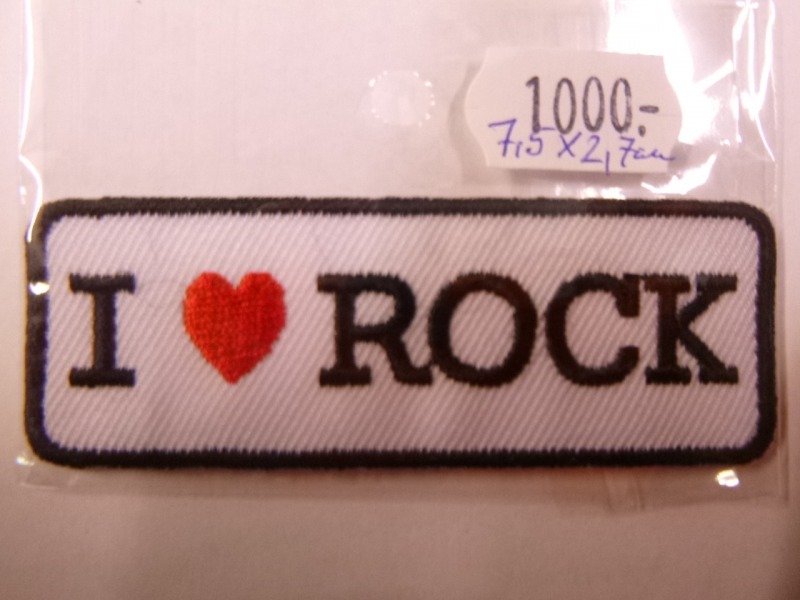 1000.-
7,5 x 2,7cm
I ♥ ROCK